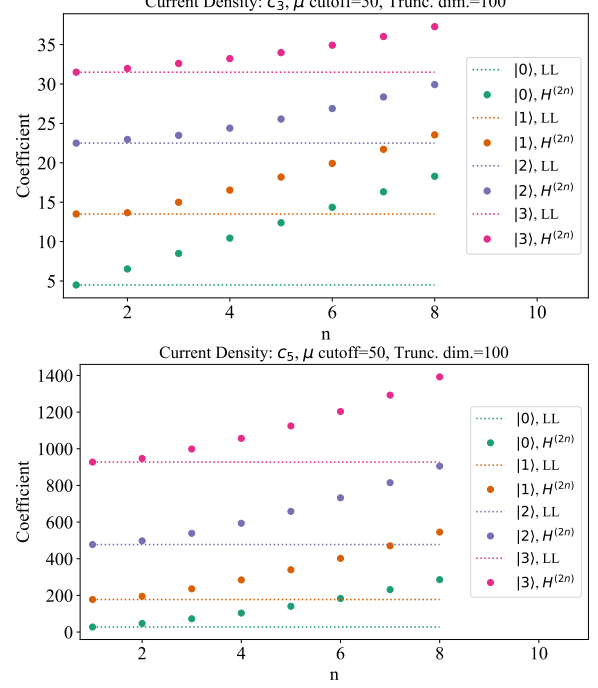 Current Density: c₃, μ cutoff=50, Trunc. dim.=100
Coefficient
35
30
25
20
15
10
5
2
4
6
8
10
n
|0⟩, LL
|0⟩, H⁽²ⁿ⁾
|1⟩, LL
|1⟩, H⁽²ⁿ⁾
|2⟩, LL
|2⟩, H⁽²ⁿ⁾
|3⟩, LL
|3⟩, H⁽²ⁿ⁾
Current Density: c₅, μ cutoff=50, Trunc. dim.=100
Coefficient
1400
1200
1000
800
600
400
200
0
2
4
6
8
10
n
|0⟩, LL
|0⟩, H⁽²ⁿ⁾
|1⟩, LL
|1⟩, H⁽²ⁿ⁾
|2⟩, LL
|2⟩, H⁽²ⁿ⁾
|3⟩, LL
|3⟩, H⁽²ⁿ⁾